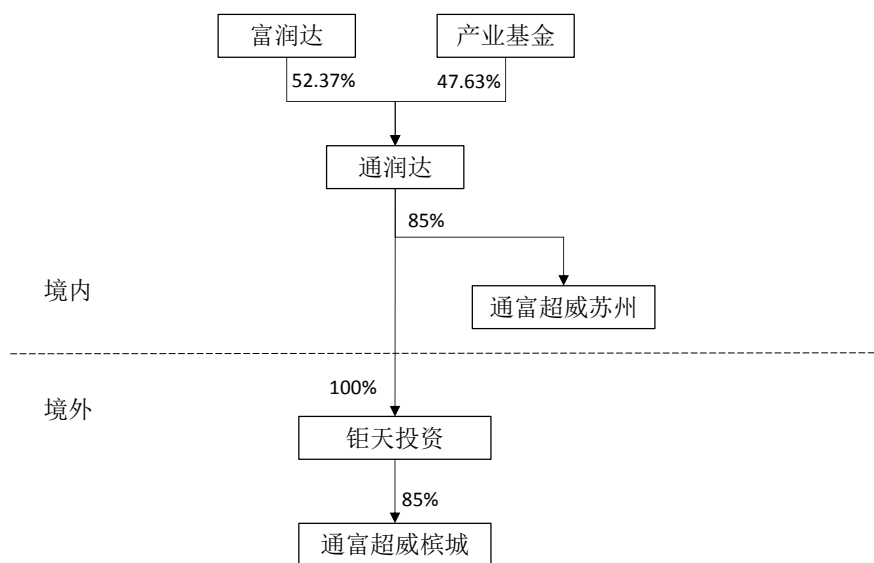 富润达
产业基金
52.37%
47.63%
通润达
85%
境内
通富超威苏州
100%
境外
钜天投资
85%
通富超威槟城